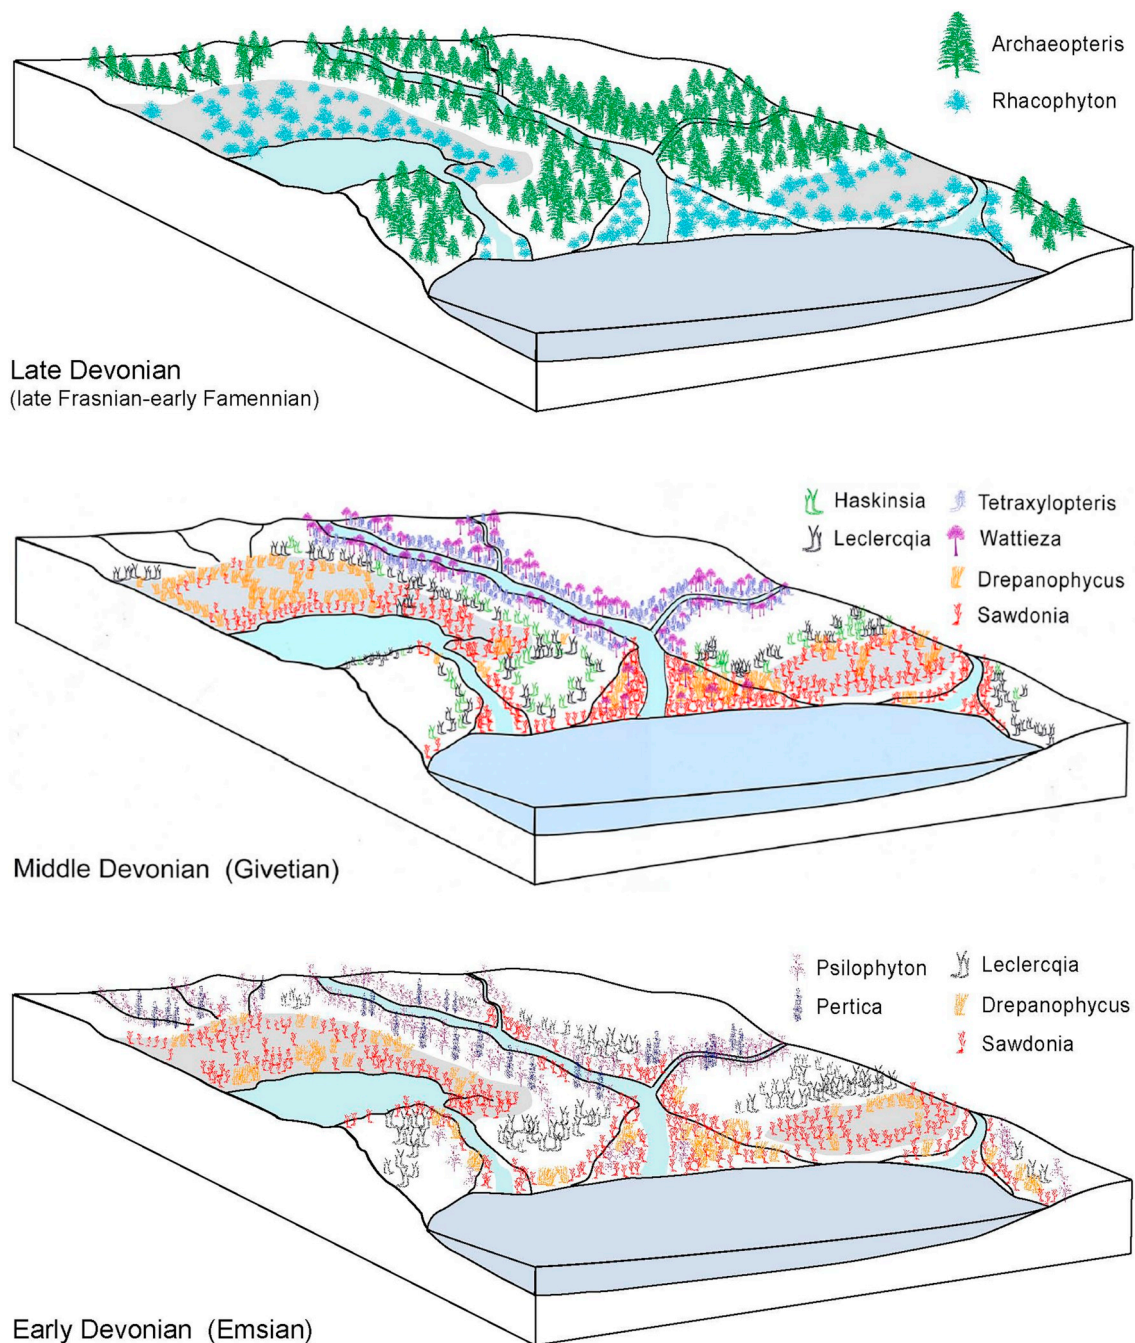 Archaeopteris
Rhacophyton
Late Devonian
(late Frasnian-early Famennian)
Haskinsia
Tetraxylopteris
Leclercqia
Wattieza
Drepanophycus
Sawdonia
Middle Devonian (Givetian)
Psilophyton
Leclercqia
Pertica
Drepanophycus
Sawdonia
Early Devonian (Emsian)